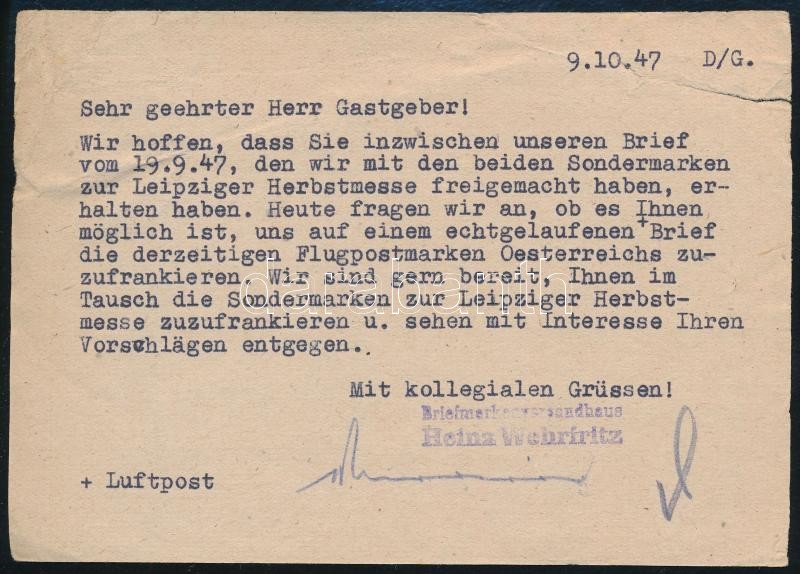 9.10.47 D/G.
Sehr geehrter Herr Gastgeber!
Wir hoffen, dass Sie inzwischen unseren Brief
vom 19.9.47, den wir mit den beiden Sondermarken
zur Leipziger Herbstmesse freigemacht haben, er-
halten haben. Heute fragen wir an, ob es Ihnen
möglich ist, uns auf einem echtgelaufenen+Brief
die derzeitigen Flugpostmarken Oesterreichs zu-
zufrankieren. Wir sind gern bereit, Ihnen im
Tausch die Sondermarken zur Leipziger Herbst-
messe zuzufrankieren u. sehen mit Interesse Ihren
Vorschlägen entgegen.
Mit kollegialen Grüssen!
Briefmarkenversandhaus
Heinz Wehrfritz
+ Luftpost
darabanth